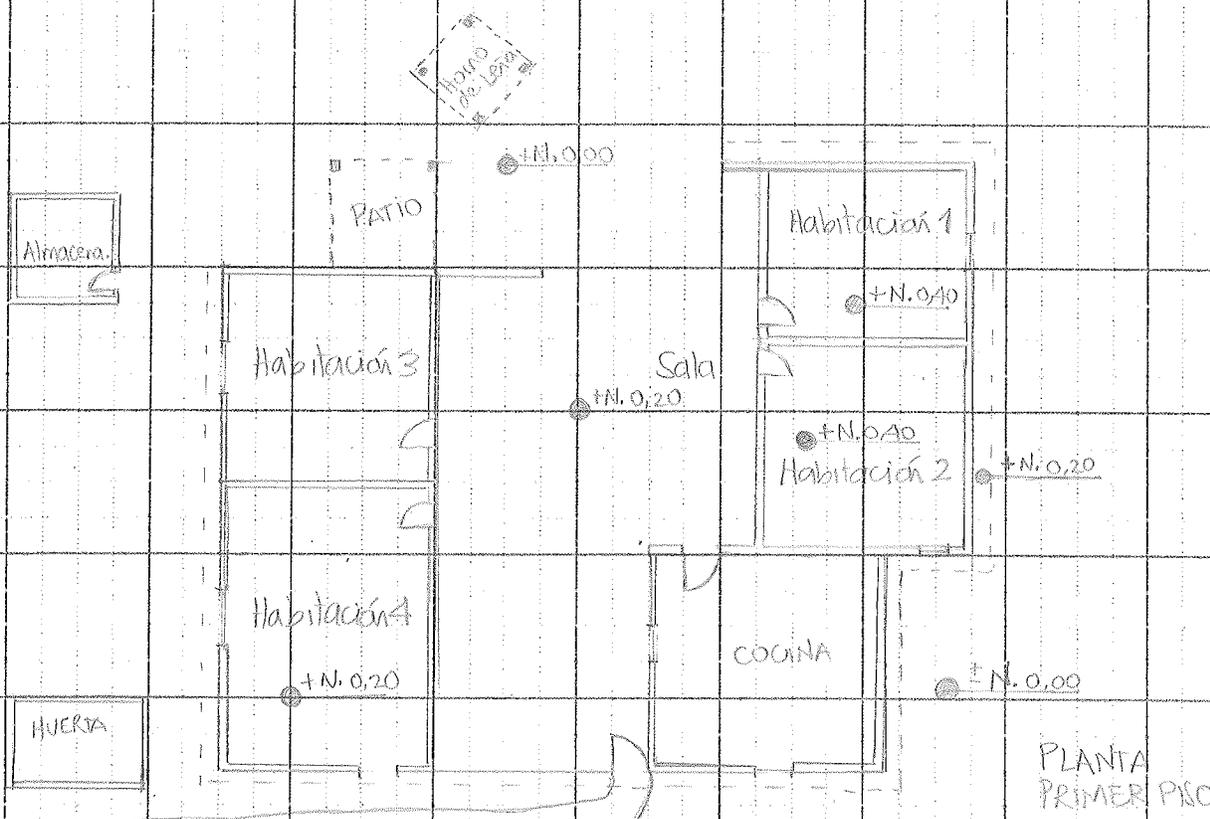 Horno
de Leña
+N. 0,00
PATIO
Habitación 1
Almacera.
+N. 0,40
Habitación 3
Sala
+N. 0,20
+N. 0,40
Habitación 2
+N. 0,20
Habitación 4
COCINA
+N. 0,20
± N. 0,00
HUERTA
PLANTA
PRIMER PISO